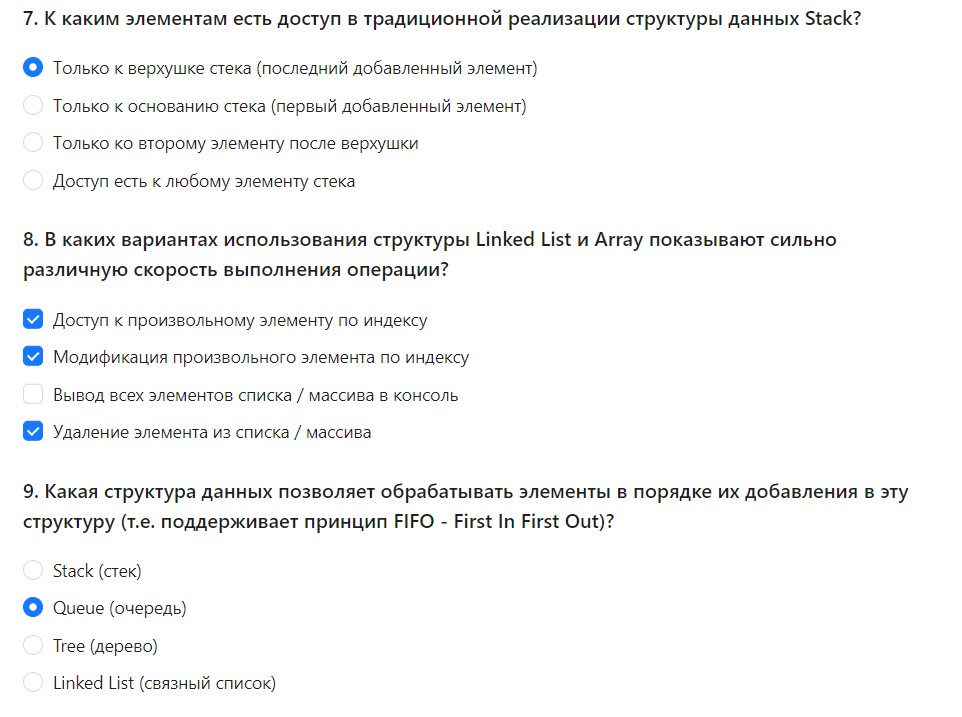 7. К каким элементам есть доступ в традиционной реализации структуры данных Stack?
Только к верхушке стека (последний добавленный элемент)
Только к основанию стека (первый добавленный элемент)
Только ко второму элементу после верхушки
Доступ есть к любому элементу стека
8. В каких вариантах использования структуры Linked List и Array показывают сильно
различную скорость выполнения операции?
Доступ к произвольному элементу по индексу
Модификация произвольного элемента по индексу
Вывод всех элементов списка / массива в консоль
Удаление элемента из списка / массива
9. Какая структура данных позволяет обрабатывать элементы в порядке их добавления в эту
структуру (т.е. поддерживает принцип FIFO - First In First Out)?
Stack (стек)
Queue (очередь)
Tree (дерево)
Linked List (связный список)